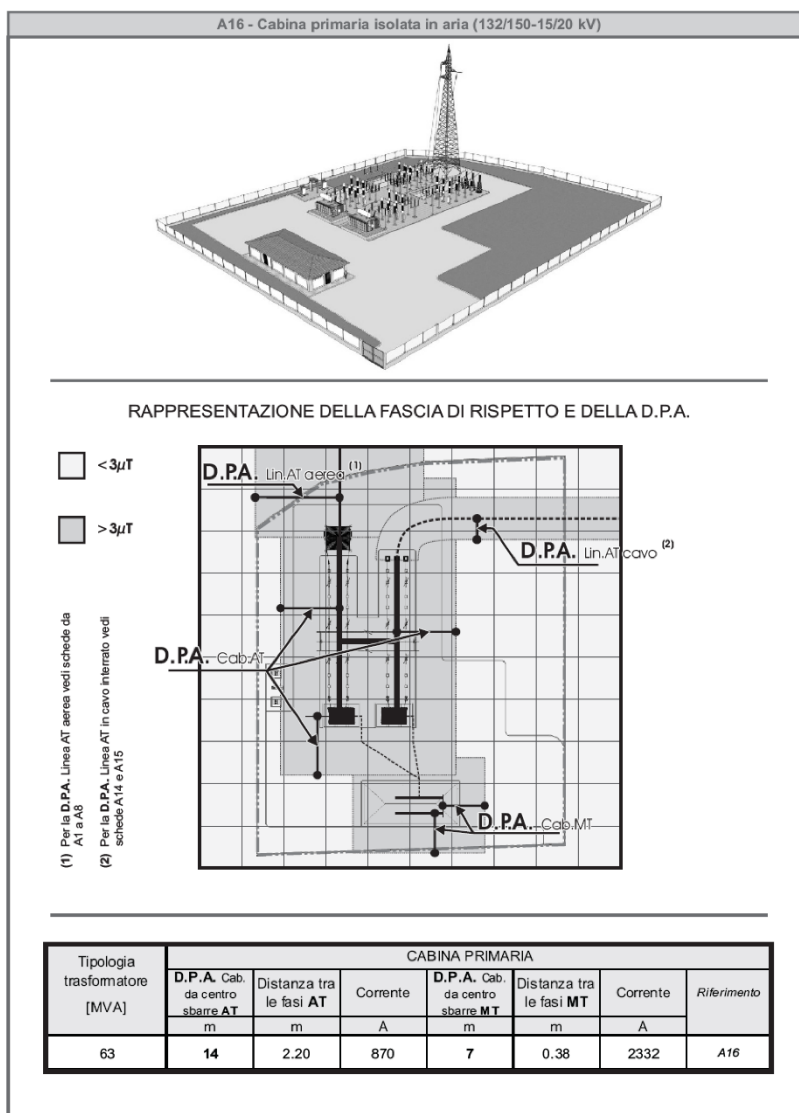 A16 - Cabina primaria isolata in aria (132/150-15/20 kV)
RAPPRESENTAZIONE DELLA FASCIA DI RISPETTO E DELLA D.P.A.
< 3μT
> 3μT
D.P.A. Lin.AT aerea (1)
D.P.A. Lin.AT cavo (2)
D.P.A. Cab.AT
D.P.A. Cab.MT
(1) Per la D.P.A. Linea AT aerea vedi schede da
A1 a A8
(2) Per la D.P.A. Linea AT in cavo interrato vedi
schede A14 e A15
Tipologia
trasformatore
[MVA]
CABINA PRIMARIA
D.P.A. Cab.
da centro
sbarre AT
Distanza tra
le fasi AT
Corrente
D.P.A. Cab.
da centro
sbarre MT
Distanza tra
le fasi MT
Corrente
Riferimento
m m A m m A
63 14 2.20 870 7 0.38 2332 A16